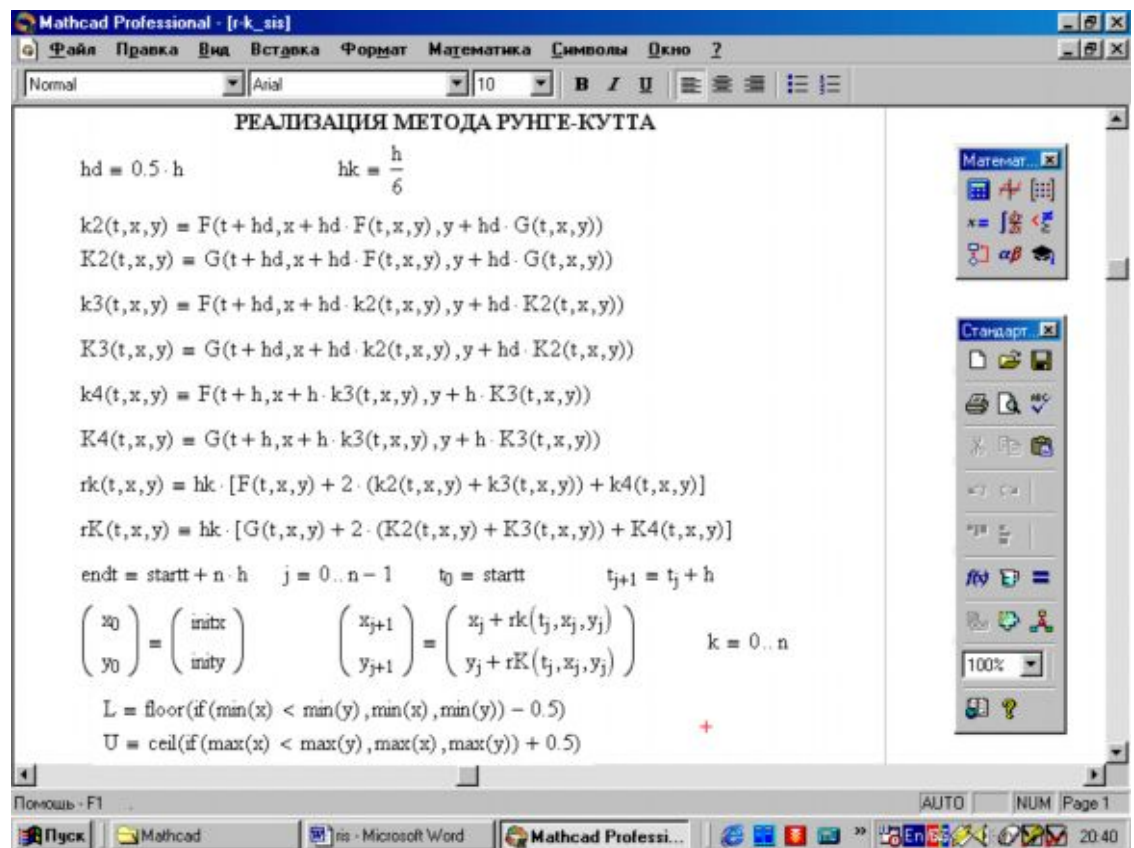 Mathcad Professional - [r-k_sis]
Файл Правка Вид Вставка Формат Математика Символы Окно ?
Normal Arial 10 B I U
РЕАЛИЗАЦИЯ МЕТОДА РУНГЕ-КУТТА
hd ≡ 0.5 · h hk ≡ h/6
k2(t,x,y) ≡ F(t + hd,x + hd · F(t,x,y),y + hd · G(t,x,y))
K2(t,x,y) ≡ G(t + hd,x + hd · F(t,x,y),y + hd · G(t,x,y))
k3(t,x,y) ≡ F(t + hd,x + hd · k2(t,x,y),y + hd · K2(t,x,y))
K3(t,x,y) ≡ G(t + hd,x + hd · k2(t,x,y),y + hd · K2(t,x,y))
k4(t,x,y) ≡ F(t + h,x + h · k3(t,x,y),y + h · K3(t,x,y))
K4(t,x,y) ≡ G(t + h,x + h · k3(t,x,y),y + h · K3(t,x,y))
rk(t,x,y) ≡ hk · [F(t,x,y) + 2 · (k2(t,x,y) + k3(t,x,y)) + k4(t,x,y)]
rK(t,x,y) ≡ hk · [G(t,x,y) + 2 · (K2(t,x,y) + K3(t,x,y)) + K4(t,x,y)]
endt ≡ startt + n · h j ≡ 0 .. n − 1 t₀ ≡ startt tⱼ₊₁ ≡ tⱼ + h
(x₀ y₀) ≡ (initx inity) (xⱼ₊₁ yⱼ₊₁) ≡ (xⱼ + rk(tⱼ,xⱼ,yⱼ) yⱼ + rK(tⱼ,xⱼ,yⱼ)) k ≡ 0 .. n
L ≡ floor(if(min(x) < min(y),min(x),min(y)) − 0.5)
U ≡ ceil(if(max(x) < max(y),max(x),max(y)) + 0.5)
Математ...
x= αβ
Стандарт...
ABC
f(x) =
100%
?
Помошь - F1 AUTO NUM Page 1
Пуск Mathcad ris - Microsoft Word Mathcad Professi... » En 20:40